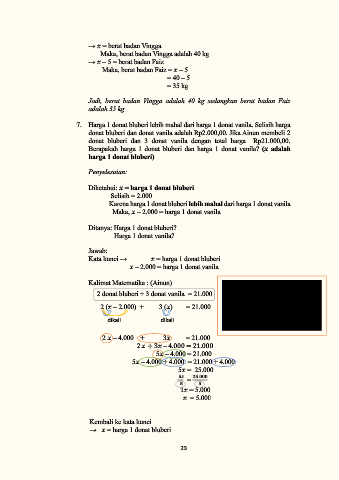 → x = berat badan Vingga
Maka, berat badan Vingga adalah 40 kg
→ x – 5 = berat badan Faiz
Maka, berat badan Faiz = x – 5
= 40 – 5
= 35 kg
Jadi, berat badan Vingga adalah 40 kg sedangkan berat badan Faiz
adalah 35 kg
7. Harga 1 donat bluberi lebih mahal dari harga 1 donat vanila. Selisih harga
donat bluberi dan donat vanila adalah Rp2.000,00. Jika Ainun membeli 2
donat bluberi dan 3 donat vanila dengan total harga Rp21.000,00,
Berapakah harga 1 donat bluberi dan harga 1 donat vanila? (x adalah
harga 1 donat bluberi)
Penyelesaian:
Diketahui: x = harga 1 donat bluberi
Selisih = 2.000
Karena harga 1 donat bluberi lebih mahal dari harga 1 donat vanila
Maka, x – 2.000 = harga 1 donat vanila
Ditanya: Harga 1 donat bluberi?
Harga 1 donat vanila?
Jawab:
Kata kunci → x = harga 1 donat bluberi
x – 2.000 = harga 1 donat vanila
Kalimat Matematika : (Ainun)
2 donat bluberi + 3 donat vanila = 21.000
2 (x – 2.000) + 3 (x) = 21.000
dikali dikali
2 x – 4.000 + 3x = 21.000
2 x + 3x – 4.000 = 21.000
5x – 4.000 = 21.000
5x – 4.000 + 4.000 = 21.000 + 4.000
5x = 25.000
5x/5 = 25.000/5
1x = 5.000
x = 5.000
Kembali ke kata kunci
→ x = harga 1 donat bluberi
23